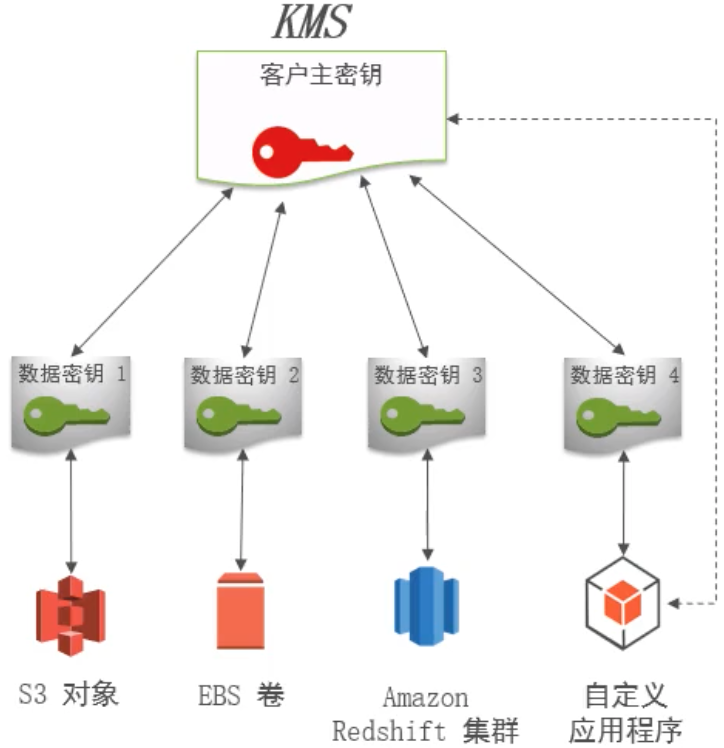 KMS
客户主密钥
数据密钥 1
数据密钥 2
数据密钥 3
数据密钥 4
S3 对象
EBS 卷
Amazon
Redshift 集群
自定义
应用程序